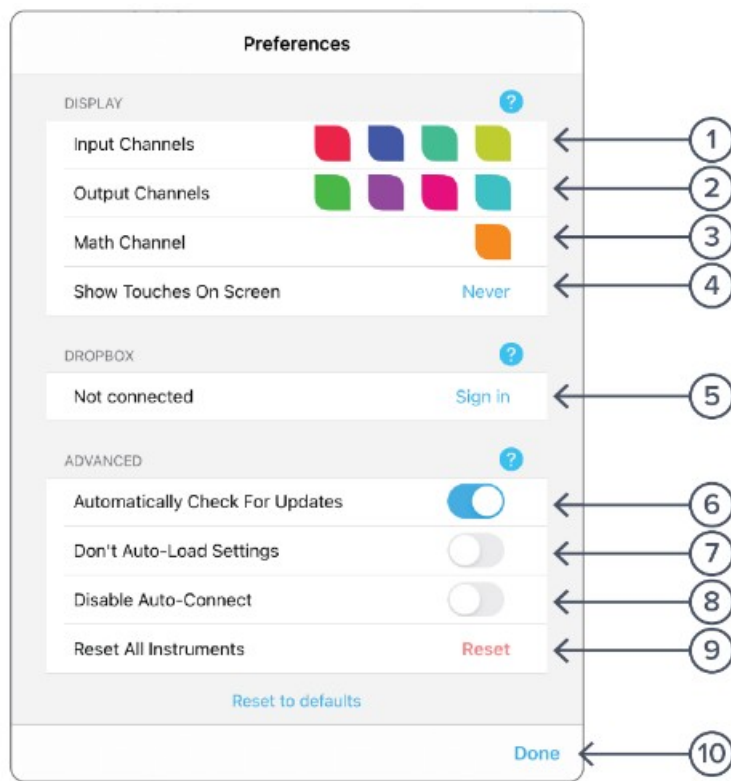 Preferences
DISPLAY ?
Input Channels 1
Output Channels 2
Math Channel 3
Show Touches On Screen Never 4
DROPBOX ?
Not connected Sign in 5
ADVANCED ?
Automatically Check For Updates 6
Don't Auto-Load Settings 7
Disable Auto-Connect 8
Reset All Instruments Reset 9
Reset to defaults
Done 10